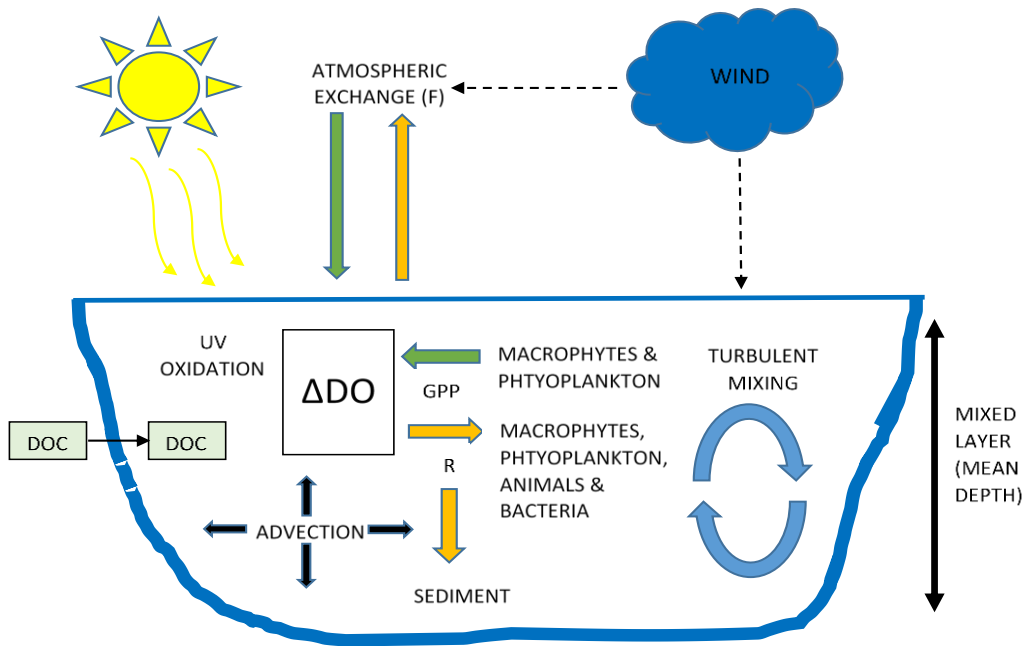 ATMOSPHERIC
EXCHANGE (F)
WIND
UV
OXIDATION
ΔDO
GPP
MACROPHYTES &
PHTYOPLANKTON
TURBULENT
MIXING
DOC
DOC
R
MACROPHYTES,
PHTYOPLANKTON,
ANIMALS &
BACTERIA
MIXED
LAYER
(MEAN
DEPTH)
ADVECTION
SEDIMENT